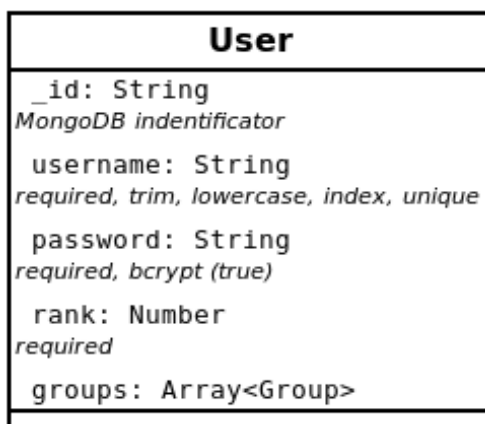 User
_id: String
MongoDB indentificator
username: String
required, trim, lowercase, index, unique
password: String
required, bcrypt (true)
rank: Number
required
groups: Array<Group>